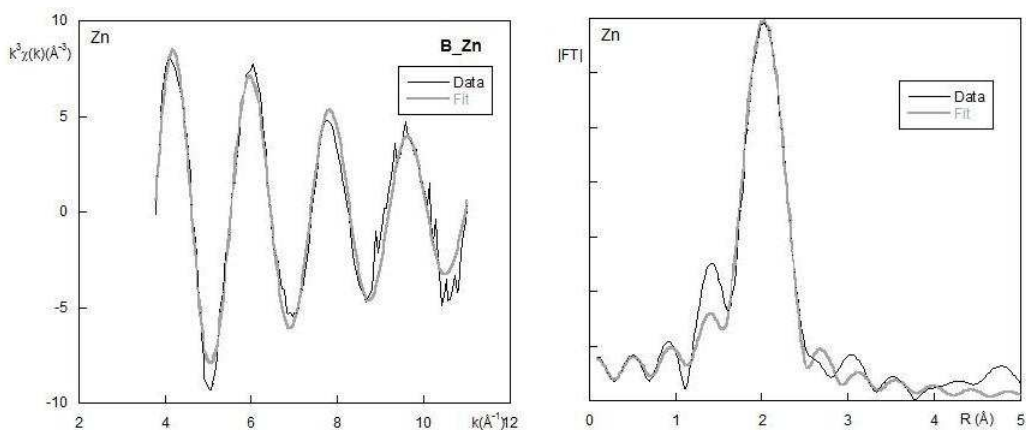 Zn
B_Zn
k³χ(k)(Å⁻³)
Data
Fit
10
5
0
-5
-10
2
4
6
8
10
k(Å⁻¹)12
Zn
|FT|
Data
Fit
0
1
2
3
4
R (Å)
5